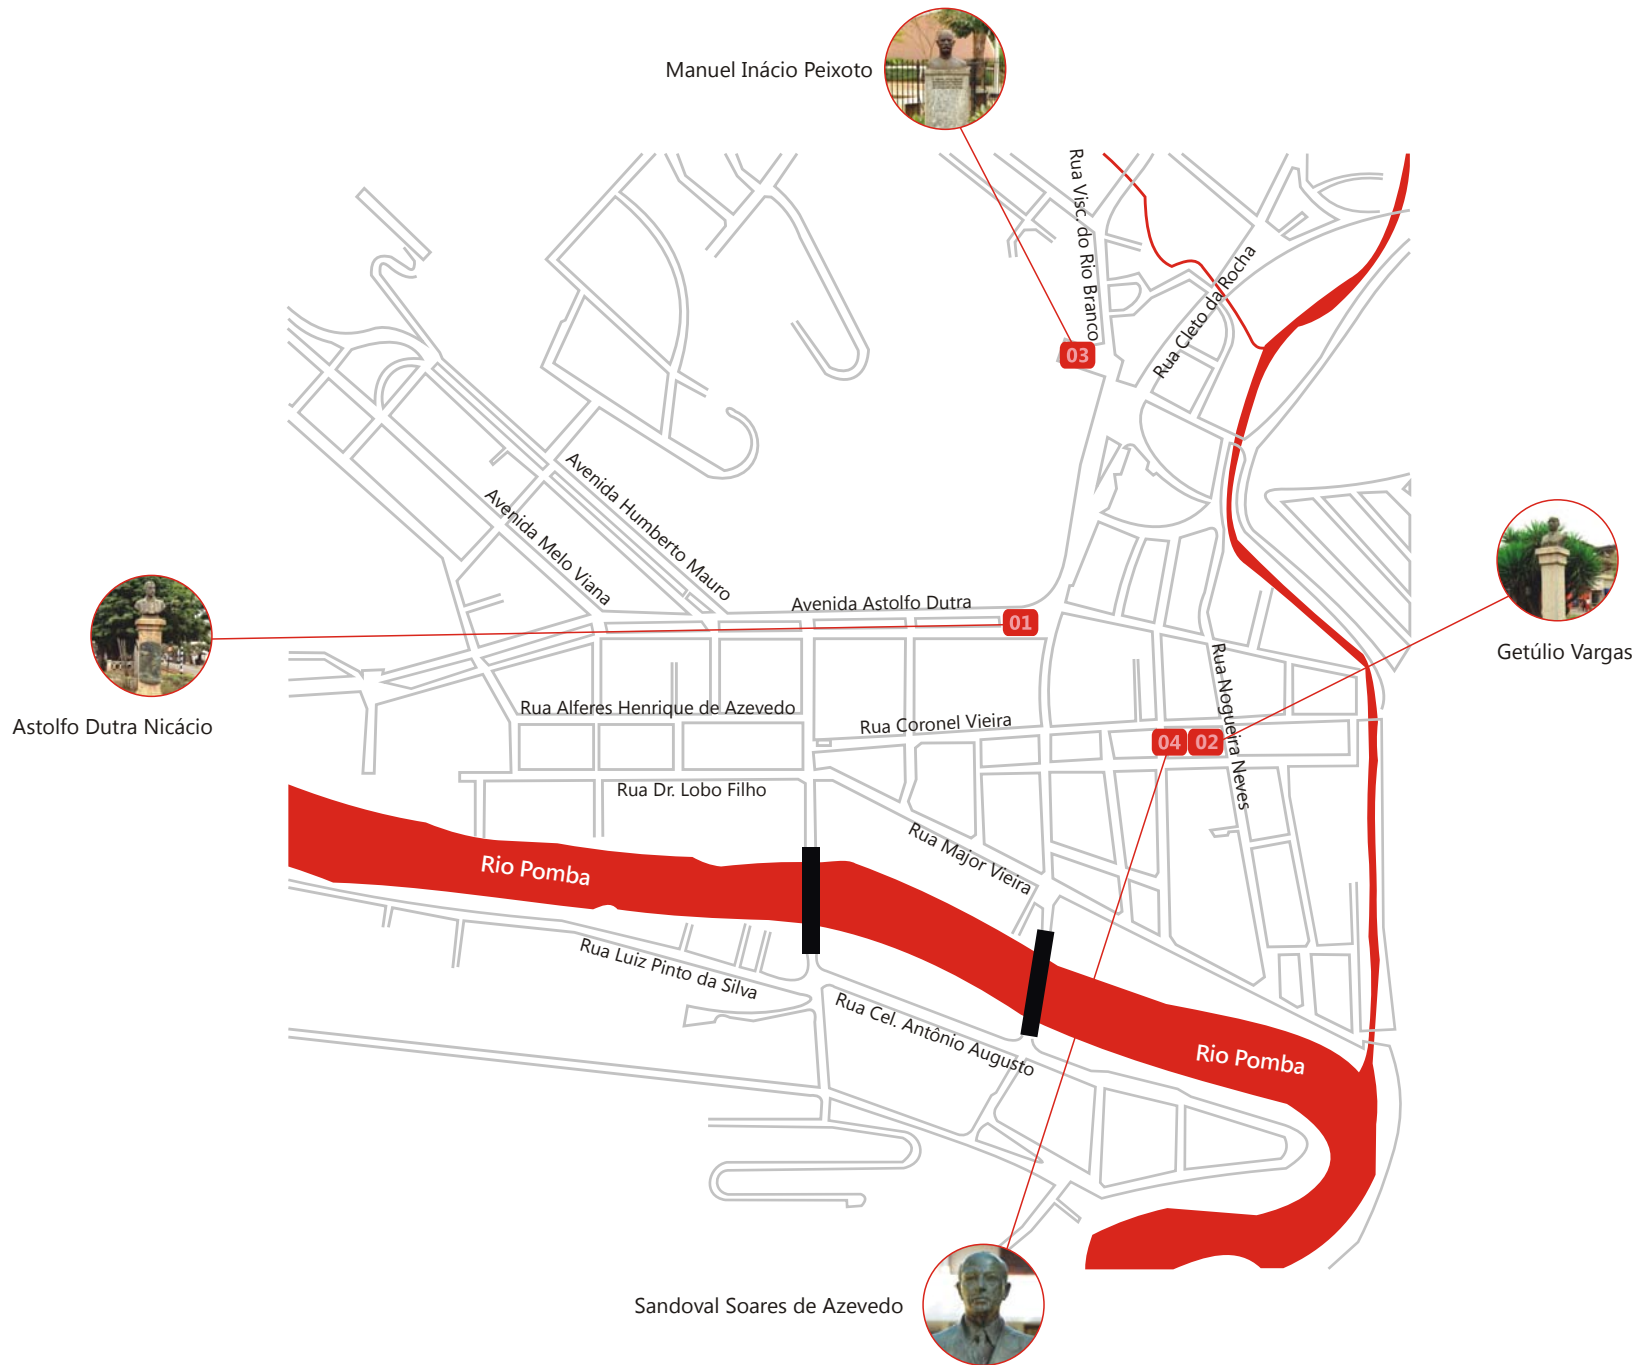 Manuel Inácio Peixoto
Rua Visc. do Rio Branco
Rua Cleto da Rocha
03
Avenida Humberto Mauro
Avenida Melo Viana
Avenida Astolfo Dutra
01
Getúlio Vargas
Astolfo Dutra Nicácio
Rua Nogueira Neves
Rua Alferes Henrique de Azevedo
Rua Coronel Vieira
04
02
Rua Dr. Lobo Filho
Rua Major Vieira
Rio Pomba
Rua Luiz Pinto da Silva
Rua Cel. Antônio Augusto
Rio Pomba
Sandoval Soares de Azevedo